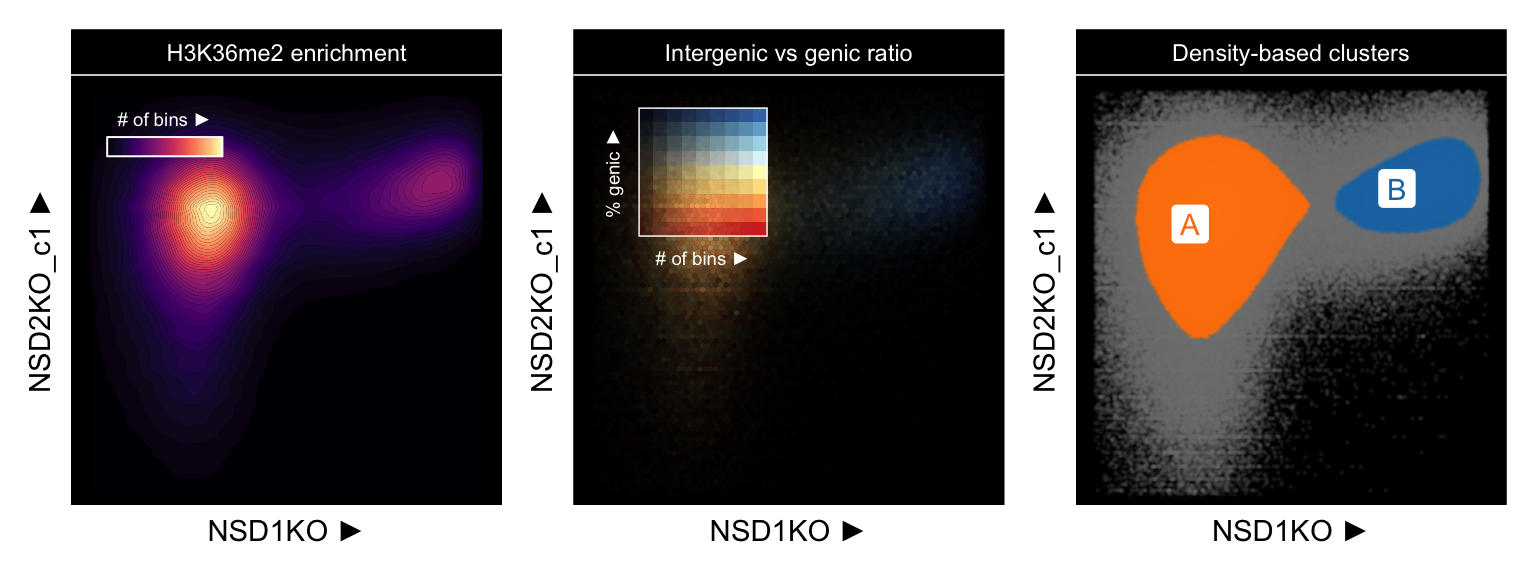 H3K36me2 enrichment
# of bins ►
NSD2KO_c1 ►
NSD1KO ►
Intergenic vs genic ratio
% genic ►
# of bins ►
NSD2KO_c1 ►
NSD1KO ►
Density-based clusters
A
B
NSD2KO_c1 ►
NSD1KO ►